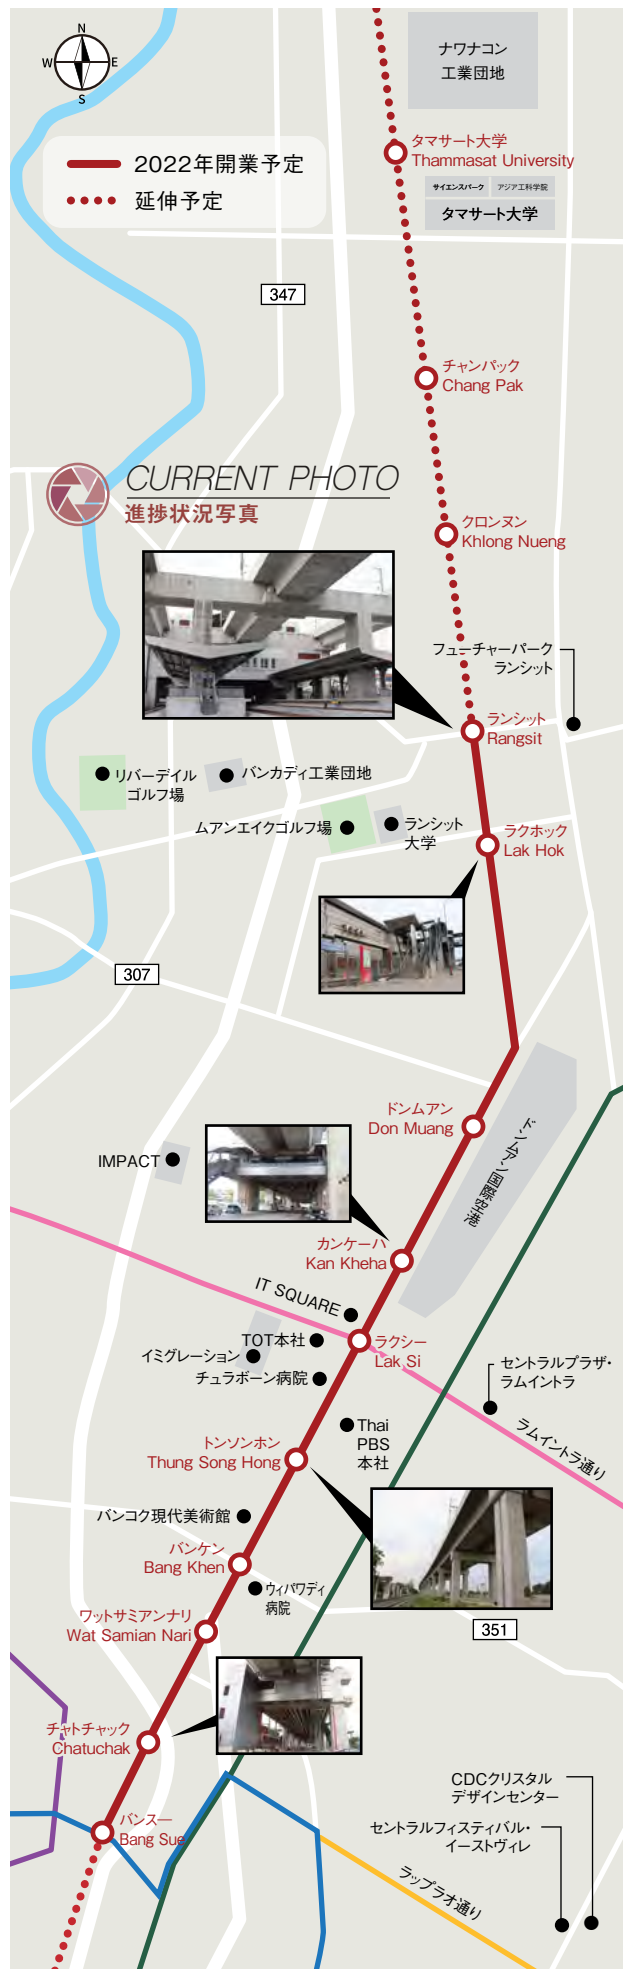 N
W E
S
2022年開業予定
延伸予定
ナワナコン
工業団地
タマサート大学
Thammasat University
サイエンスパーク
アジア工科学院
タマサート大学
347
チャンパック
Chang Pak
CURRENT PHOTO
進捗状況写真
クロンヌン
Khlong Nueng
フューチャーパーク
ランシット
ランシット
Rangsit
リバーデイル
ゴルフ場
バンカディ工業団地
ムアンエイクゴルフ場
ランシット
大学
ラクホック
Lak Hok
307
ドンムアン
Don Muang
ドンムアン国際空港
IMPACT
カンケーハ
Kan Kheha
IT SQUARE
TOT本社
イミグレーション
チュラボーン病院
ラクシー
Lak Si
セントラルプラザ・
ラムイントラ
ラムイントラ通り
Thai
PBS
本社
トンソンホン
Thung Song Hong
バンコク現代美術館
バンケン
Bang Khen
ウィパワディ
病院
ワットサミアンナリ
Wat Samian Nari
351
チャトチャック
Chatuchak
バンスー
Bang Sue
CDCクリスタル
デザインセンター
セントラルフィスティバル・
イーストヴィレ
ラップラオ通り